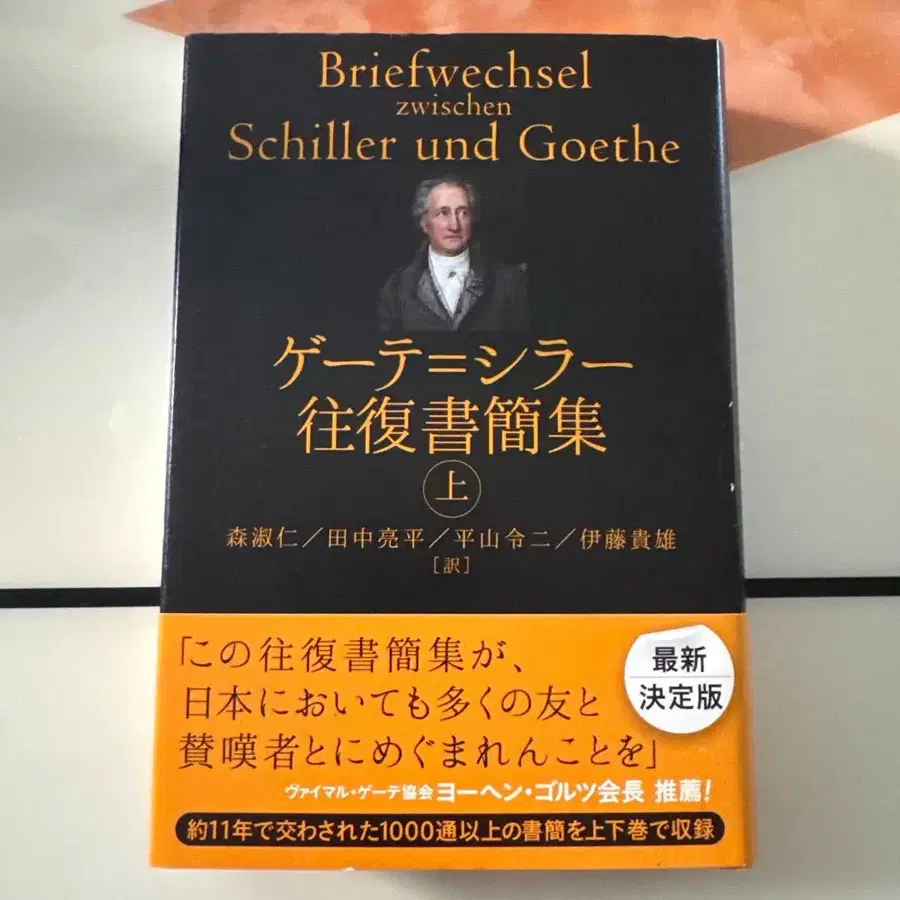 Briefwechsel
zwischen
Schiller und Goethe
ゲーテ=シラー
往復書簡集
上
森淑仁/田中亮平/平山令二/伊藤貴雄
[訳]
「この往復書簡集が、
日本においても多くの友と
賛嘆者とにめぐまれんことを」
最新
決定版
ヴァイマル・ゲーテ協会 ヨーヘン・ゴルツ会長 推薦!
約11年で交わされた1000通以上の書簡を上下巻で収録